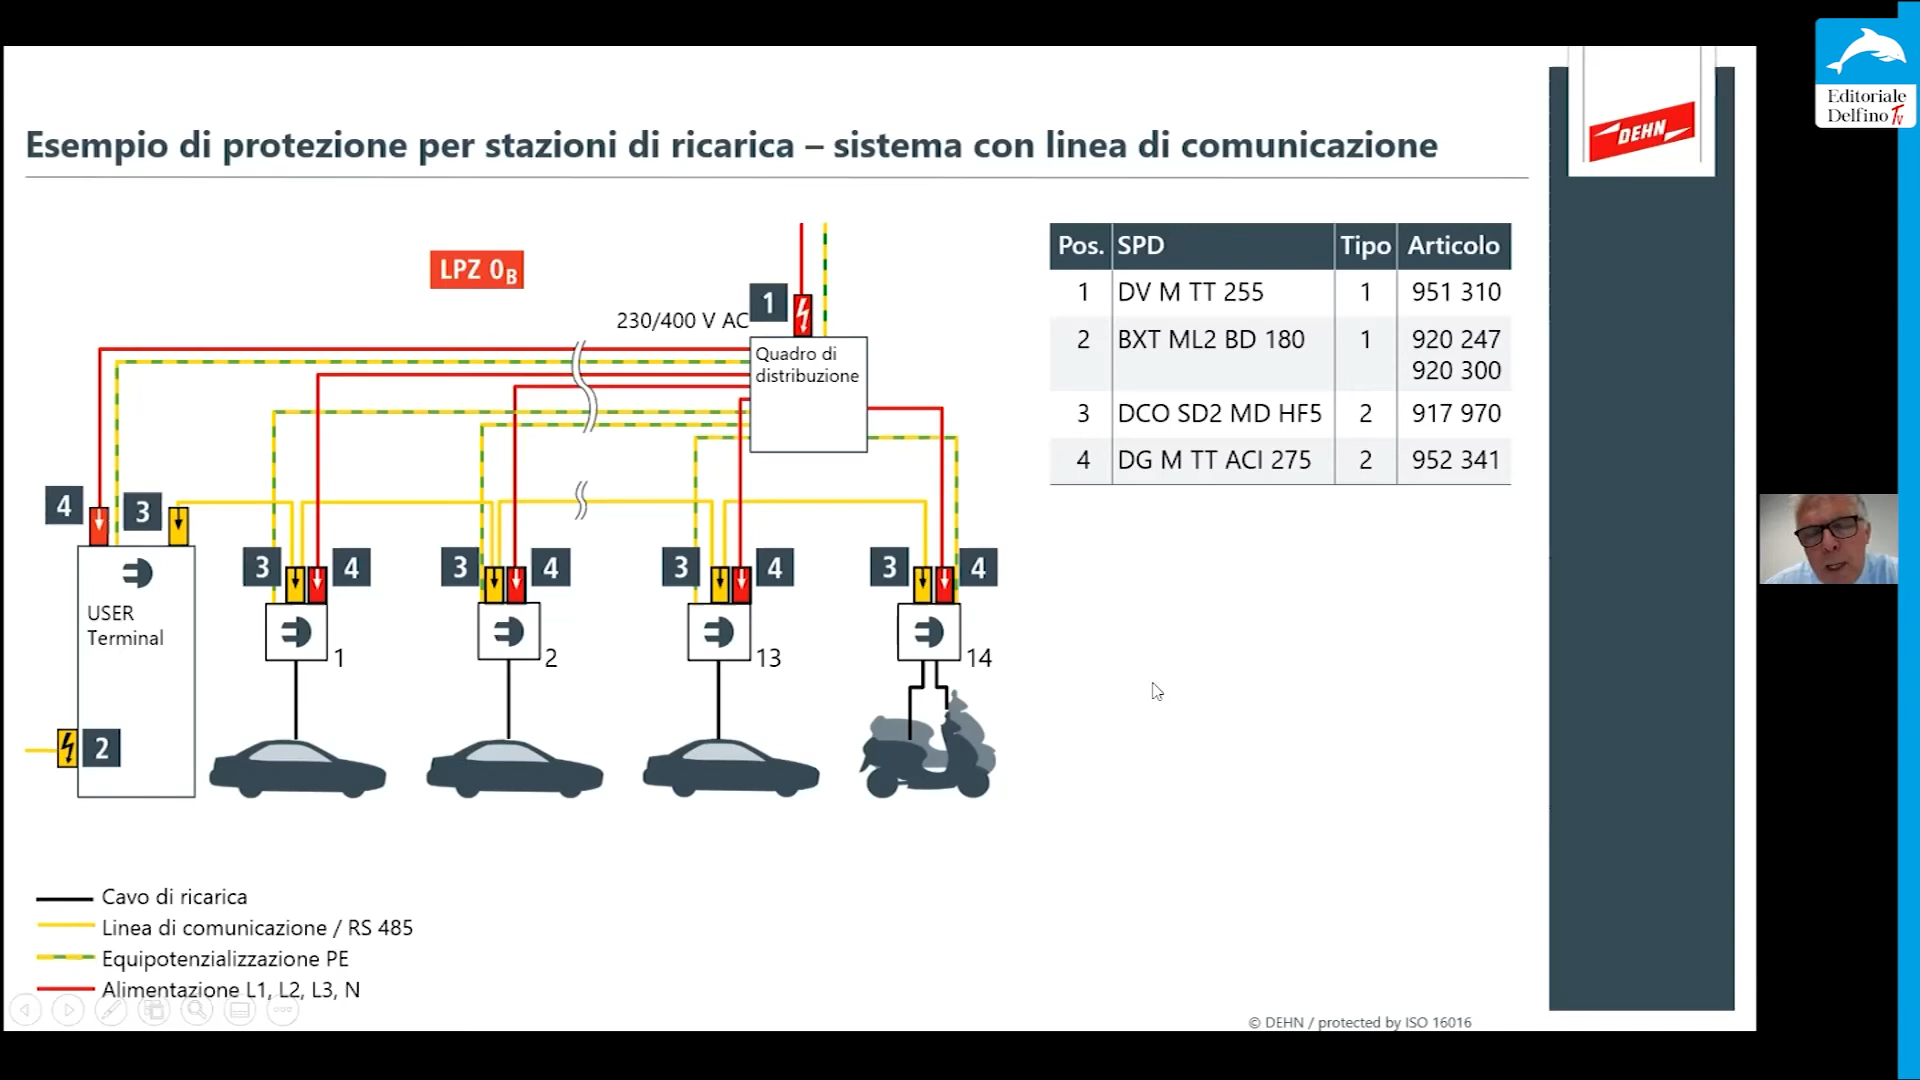 Editoriale
Delfino Tv
DEHN
Esempio di protezione per stazioni di ricarica – sistema con linea di comunicazione
LPZ 0B
230/400 V AC
1
Quadro di
distribuzione
Pos. SPD Tipo Articolo
1 DV M TT 255 1 951 310
2 BXT ML2 BD 180 1 920 247
920 300
3 DCO SD2 MD HF5 2 917 970
4 DG M TT ACI 275 2 952 341
4 3
3 4 3 4 3 4 3 4
USER
Terminal
1 2 13 14
2
Cavo di ricarica
Linea di comunicazione / RS 485
Equipotenzializzazione PE
Alimentazione L1, L2, L3, N
© DEHN / protected by ISO 16016